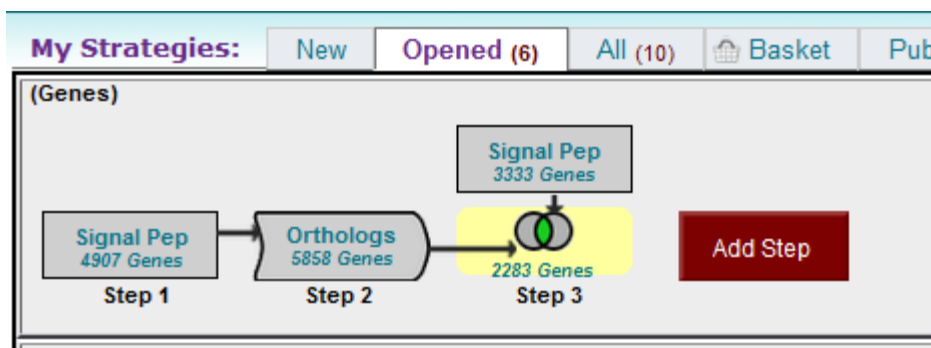 My Strategies: New Opened (6) All (10) Basket Pub
(Genes)
Signal Pep
3333 Genes
Signal Pep
4907 Genes
Orthologs
5858 Genes
2283 Genes
Add Step
Step 1 Step 2 Step 3